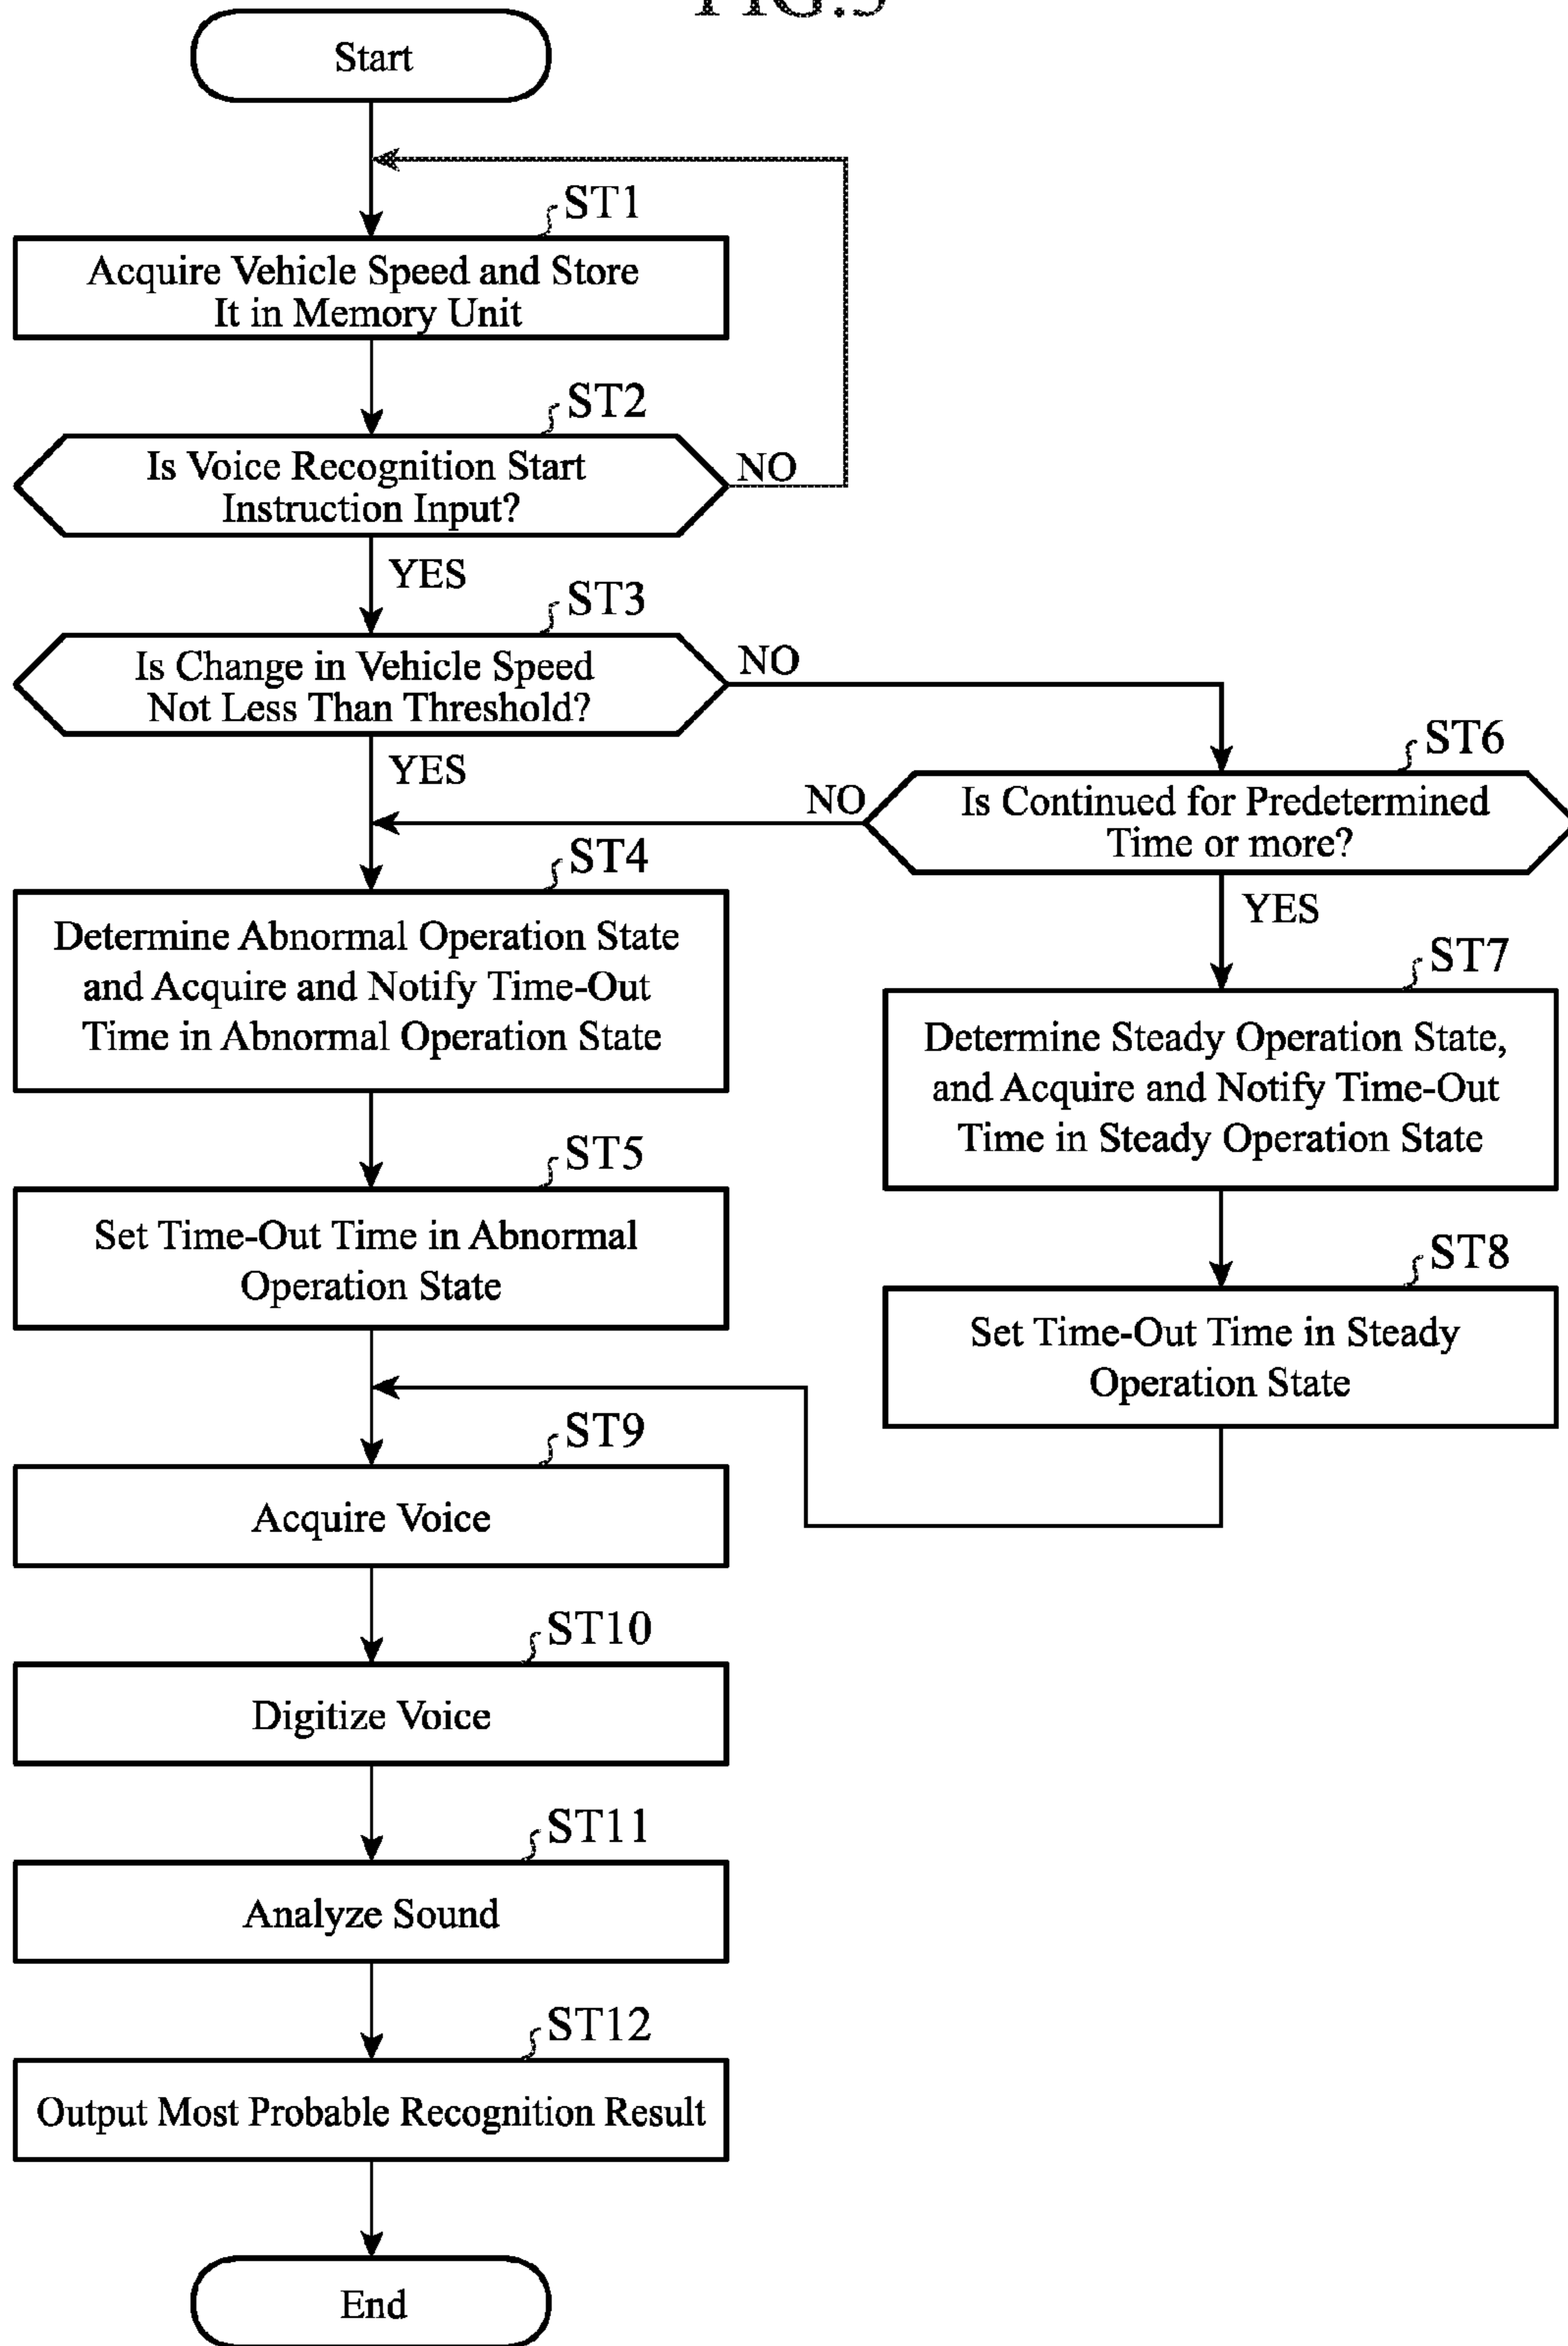 Start
ST1
Acquire Vehicle Speed and Store
It in Memory Unit
ST2
Is Voice Recognition Start
Instruction Input?
NO
YES
ST3
Is Change in Vehicle Speed
Not Less Than Threshold?
NO
YES
ST6
Is Continued for Predetermined
Time or more?
NO
YES
ST4
Determine Abnormal Operation State
and Acquire and Notify Time-Out
Time in Abnormal Operation State
ST7
Determine Steady Operation State,
and Acquire and Notify Time-Out
Time in Steady Operation State
ST5
Set Time-Out Time in Abnormal
Operation State
ST8
Set Time-Out Time in Steady
Operation State
ST9
Acquire Voice
ST10
Digitize Voice
ST11
Analyze Sound
ST12
Output Most Probable Recognition Result
End